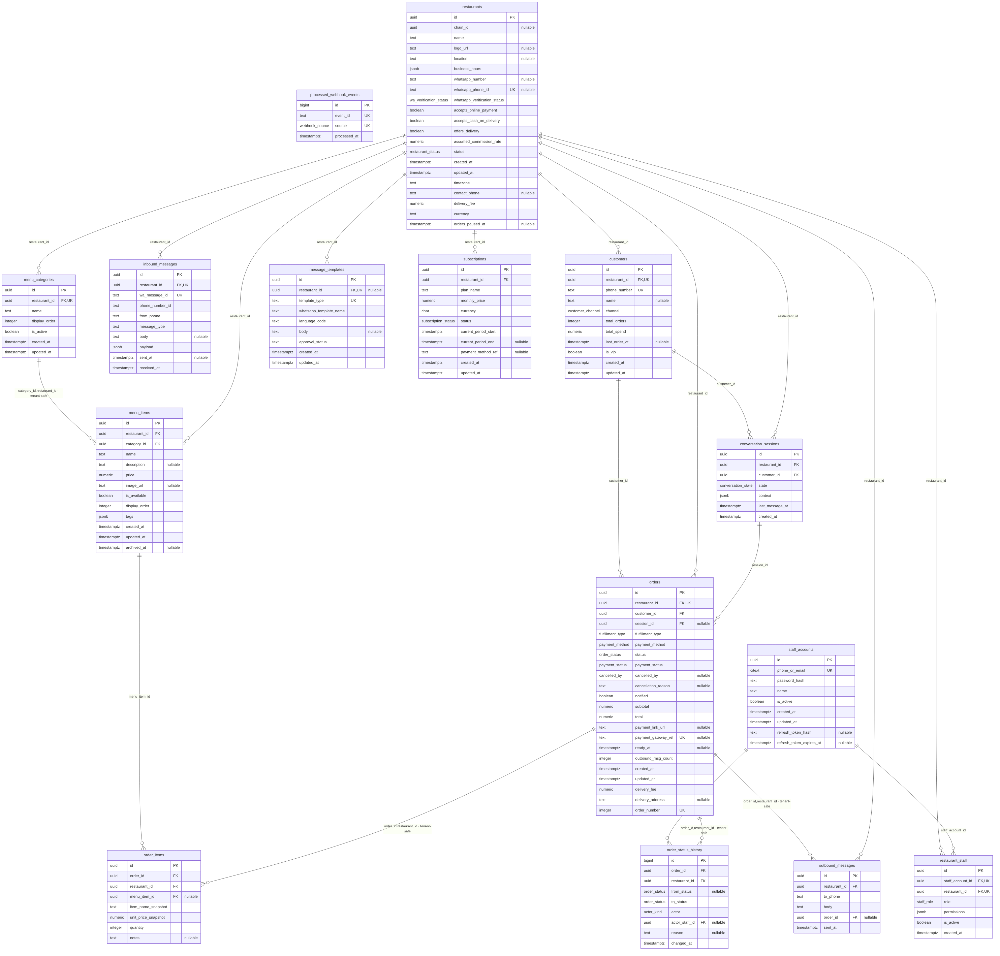 restaurants
uuid id PK
uuid chain_id nullable
text name
text logo_url nullable
text location nullable
jsonb business_hours
text whatsapp_number nullable
text whatsapp_phone_id UK nullable
wa_verification_status whatsapp_verification_status
boolean accepts_online_payment
boolean accepts_cash_on_delivery
boolean offers_delivery
numeric assumed_commission_rate
restaurant_status status
timestamptz created_at
timestamptz updated_at
text timezone
text contact_phone nullable
numeric delivery_fee
text currency
timestamptz orders_paused_at nullable
processed_webhook_events
bigint id PK
text event_id UK
webhook_source source UK
timestamptz processed_at
restaurant_id
restaurant_id
restaurant_id
restaurant_id
restaurant_id
restaurant_id
restaurant_id
restaurant_id
restaurant_id
restaurant_id
menu_categories
uuid id PK
uuid restaurant_id FK,UK
text name
integer display_order
boolean is_active
timestamptz created_at
timestamptz updated_at
inbound_messages
uuid id PK
uuid restaurant_id FK,UK
text wa_message_id UK
text phone_number_id
text from_phone
text message_type
text body nullable
jsonb payload
timestamptz sent_at nullable
timestamptz received_at
message_templates
uuid id PK
uuid restaurant_id FK,UK nullable
text template_type UK
text whatsapp_template_name
text language_code
text body nullable
text approval_status
timestamptz created_at
timestamptz updated_at
subscriptions
uuid id PK
uuid restaurant_id FK
text plan_name
numeric monthly_price
char currency
subscription_status status
timestamptz current_period_start
timestamptz current_period_end nullable
text payment_method_ref nullable
timestamptz created_at
timestamptz updated_at
customers
uuid id PK
uuid restaurant_id FK,UK
text phone_number UK
text name nullable
customer_channel channel
integer total_orders
numeric total_spend
timestamptz last_order_at nullable
boolean is_vip
timestamptz created_at
timestamptz updated_at
category_id,restaurant_id ·
tenant-safe
customer_id
customer_id
menu_items
uuid id PK
uuid restaurant_id FK
uuid category_id FK
text name
text description nullable
numeric price
text image_url nullable
boolean is_available
integer display_order
jsonb tags
timestamptz created_at
timestamptz updated_at
timestamptz archived_at nullable
conversation_sessions
uuid id PK
uuid restaurant_id FK
uuid customer_id FK
conversation_state state
jsonb context
timestamptz last_message_at
timestamptz created_at
session_id
orders
uuid id PK
uuid restaurant_id FK,UK
uuid customer_id FK
uuid session_id FK nullable
fulfillment_type fulfillment_type
payment_method payment_method
order_status status
payment_status payment_status
cancelled_by cancelled_by nullable
text cancellation_reason nullable
boolean notified
numeric subtotal
numeric total
text payment_link_url nullable
text payment_gateway_ref UK nullable
timestamptz ready_at nullable
integer outbound_msg_count
timestamptz created_at
timestamptz updated_at
numeric delivery_fee
text delivery_address nullable
integer order_number UK
staff_accounts
uuid id PK
citext phone_or_email UK
text password_hash
text name
boolean is_active
timestamptz created_at
timestamptz updated_at
text refresh_token_hash nullable
timestamptz refresh_token_expires_at nullable
menu_item_id
order_id,restaurant_id · tenant-
safe
order_id,restaurant_id · tenant-
safe
order_id,restaurant_id · tenant-
safe
staff_account_id
order_items
uuid id PK
uuid order_id FK
uuid restaurant_id FK
uuid menu_item_id FK nullable
text item_name_snapshot
numeric unit_price_snapshot
integer quantity
text notes nullable
order_status_history
bigint id PK
uuid order_id FK
uuid restaurant_id FK
order_status from_status nullable
order_status to_status
actor_kind actor
uuid actor_staff_id FK nullable
text reason nullable
timestamptz changed_at
outbound_messages
uuid id PK
uuid restaurant_id FK
text to_phone
text body
uuid order_id FK nullable
timestamptz sent_at
restaurant_staff
uuid id PK
uuid staff_account_id FK,UK
uuid restaurant_id FK,UK
staff_role role
jsonb permissions
boolean is_active
timestamptz created_at